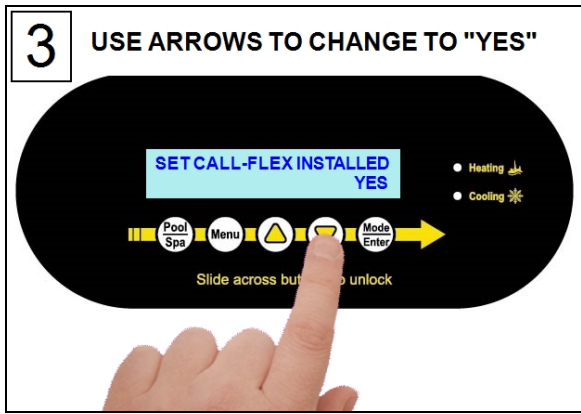 3
USE ARROWS TO CHANGE TO "YES"
SET CALL-FLEX INSTALLED
YES
Heating
Cooling
Pool
Spa
Menu
Mode
Enter
Slide across but o unlock